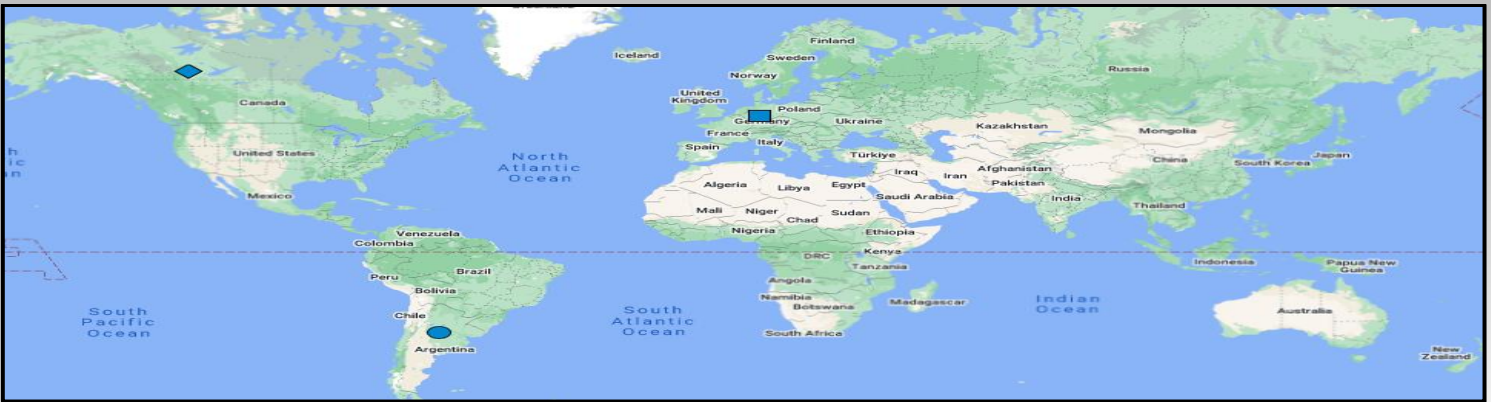 Iceland
Finland
Sweden
Norway
Russia
United
Kingdom
Canada
Poland
Germany
Ukraine
Kazakhstan
France
Mongolia
Italy
Spain
United States
North
Atlantic
Ocean
Türkiye
China
South Korea
Japan
Iraq
Iran
Afghanistan
Pakistan
Algeria
Libya
Egypt
Saudi Arabia
India
Mexico
Mali
Niger
Chad
Sudan
Thailand
Venezuela
Nigeria
Ethiopia
Colombia
Kenya
DRC
Indonesia
Papua New
Guinea
Peru
Brazil
Tanzania
Bolivia
Angola
Namibia
Botswana
Madagascar
South
Pacific
Ocean
Chile
South
Atlantic
Ocean
Indian
Ocean
Australia
South Africa
Argentina
New
Zealand